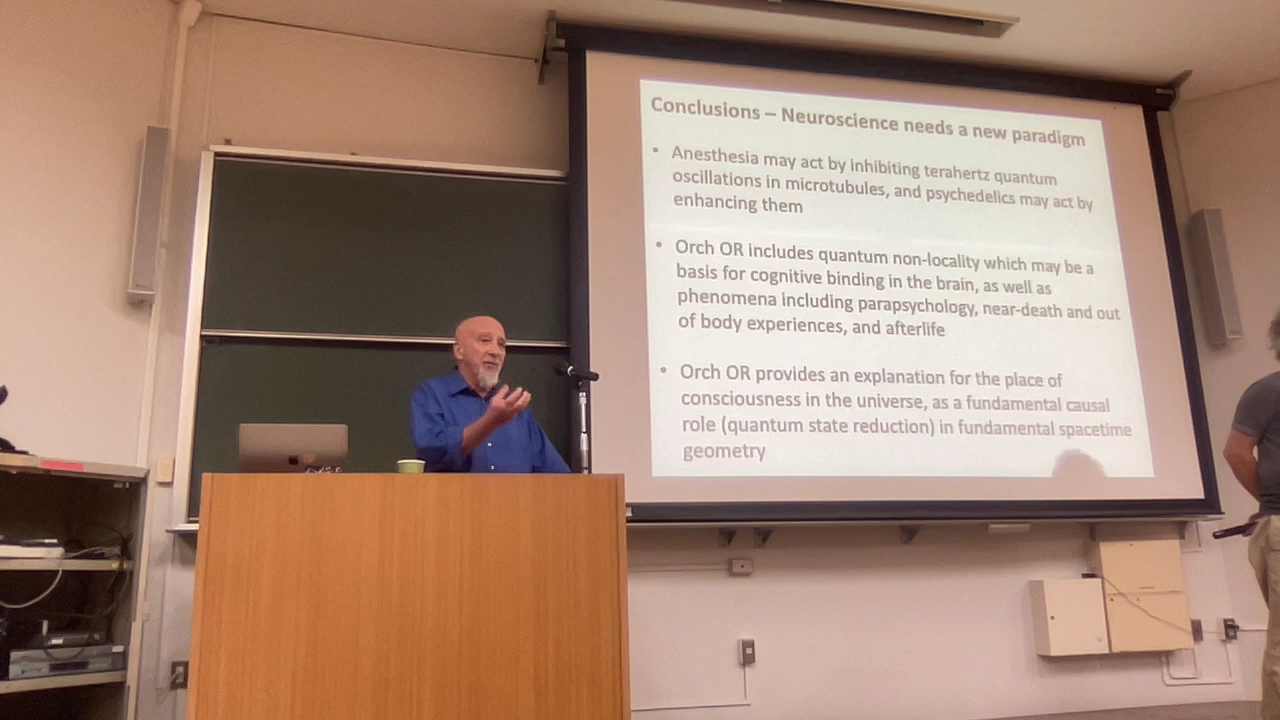 Conclusions – Neuroscience needs a new paradigm
• Anesthesia may act by inhibiting terahertz quantum
oscillations in microtubules, and psychedelics may act by
enhancing them
• Orch OR includes quantum non-locality which may be a
basis for cognitive binding in the brain, as well as
phenomena including parapsychology, near-death and out
of body experiences, and afterlife
• Orch OR provides an explanation for the place of
consciousness in the universe, as a fundamental causal
role (quantum state reduction) in fundamental spacetime
geometry